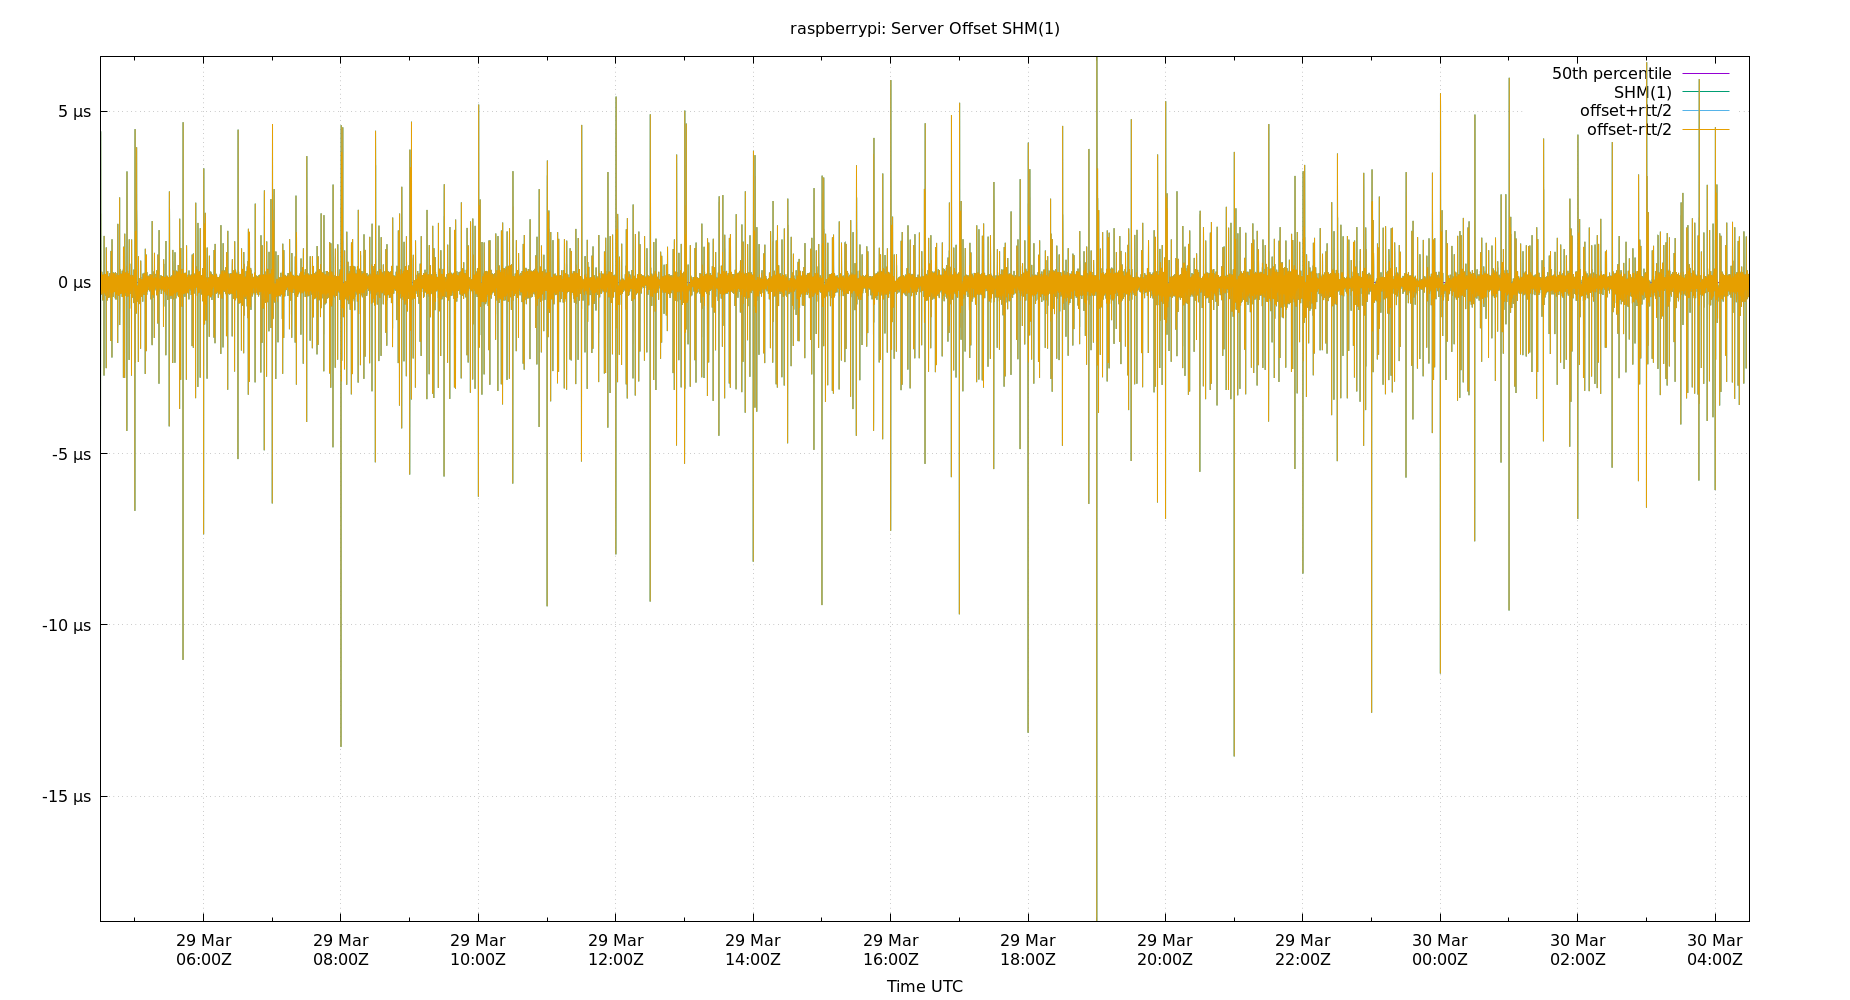 raspberrypi: Server Offset SHM(1)
50th percentile
SHM(1)
offset+rtt/2
offset-rtt/2
5 µs
0 µs
-5 µs
-10 µs
-15 µs
29 Mar 29 Mar 29 Mar 29 Mar 29 Mar 29 Mar 29 Mar 29 Mar 29 Mar 30 Mar 30 Mar 30 Mar
06:00Z 08:00Z 10:00Z 12:00Z 14:00Z 16:00Z 18:00Z 20:00Z 22:00Z 00:00Z 02:00Z 04:00Z
Time UTC